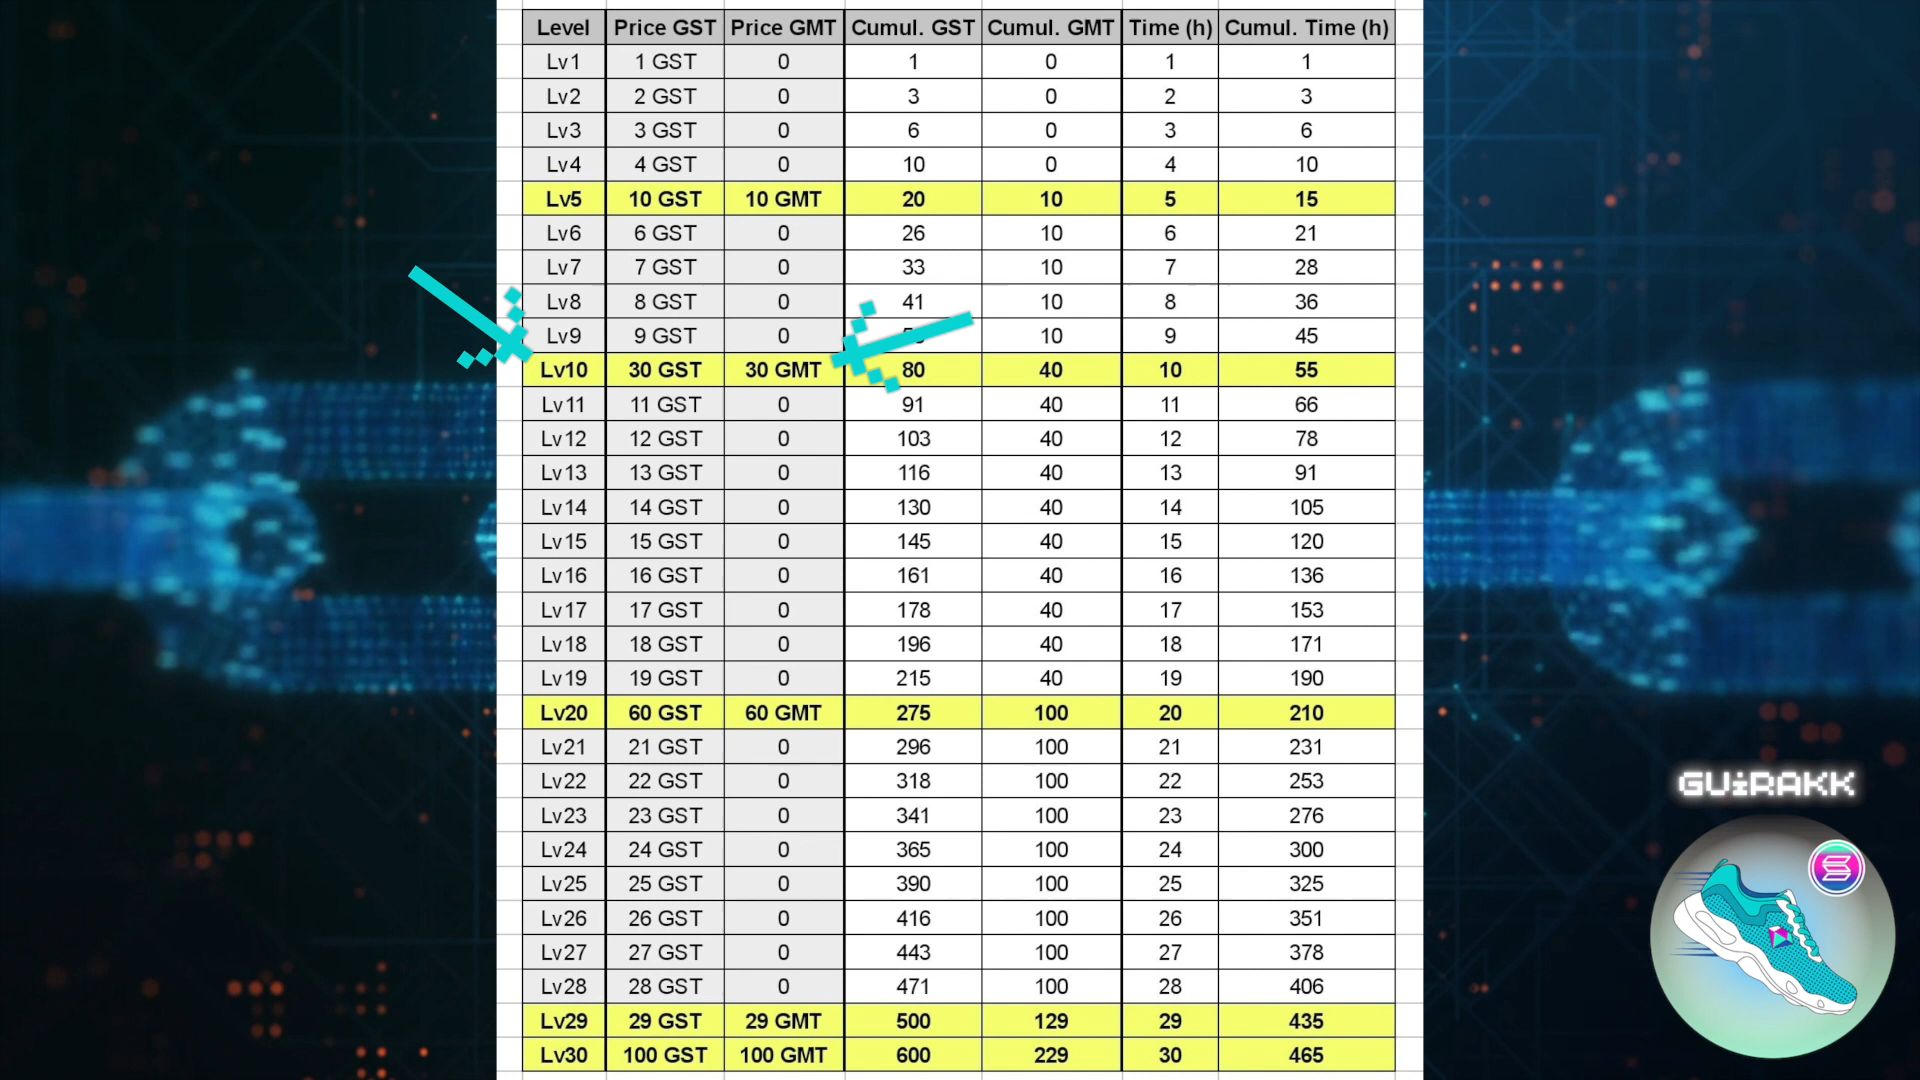 Level Price GST Price GMT Cumul. GST Cumul. GMT Time (h) Cumul. Time (h)
Lv1 1 GST 0 1 0 1 1
Lv2 2 GST 0 3 0 2 3
Lv3 3 GST 0 6 0 3 6
Lv4 4 GST 0 10 0 4 10
Lv5 10 GST 10 GMT 20 10 5 15
Lv6 6 GST 0 26 10 6 21
Lv7 7 GST 0 33 10 7 28
Lv8 8 GST 0 41 10 8 36
Lv9 9 GST 0 10 9 45
Lv10 30 GST 30 GMT 80 40 10 55
Lv11 11 GST 0 91 40 11 66
Lv12 12 GST 0 103 40 12 78
Lv13 13 GST 0 116 40 13 91
Lv14 14 GST 0 130 40 14 105
Lv15 15 GST 0 145 40 15 120
Lv16 16 GST 0 161 40 16 136
Lv17 17 GST 0 178 40 17 153
Lv18 18 GST 0 196 40 18 171
Lv19 19 GST 0 215 40 19 190
Lv20 60 GST 60 GMT 275 100 20 210
Lv21 21 GST 0 296 100 21 231
Lv22 22 GST 0 318 100 22 253
Lv23 23 GST 0 341 100 23 276
Lv24 24 GST 0 365 100 24 300
Lv25 25 GST 0 390 100 25 325
Lv26 26 GST 0 416 100 26 351
Lv27 27 GST 0 443 100 27 378
Lv28 28 GST 0 471 100 28 406
Lv29 29 GST 29 GMT 500 129 29 435
Lv30 100 GST 100 GMT 600 229 30 465
GUiRAKK